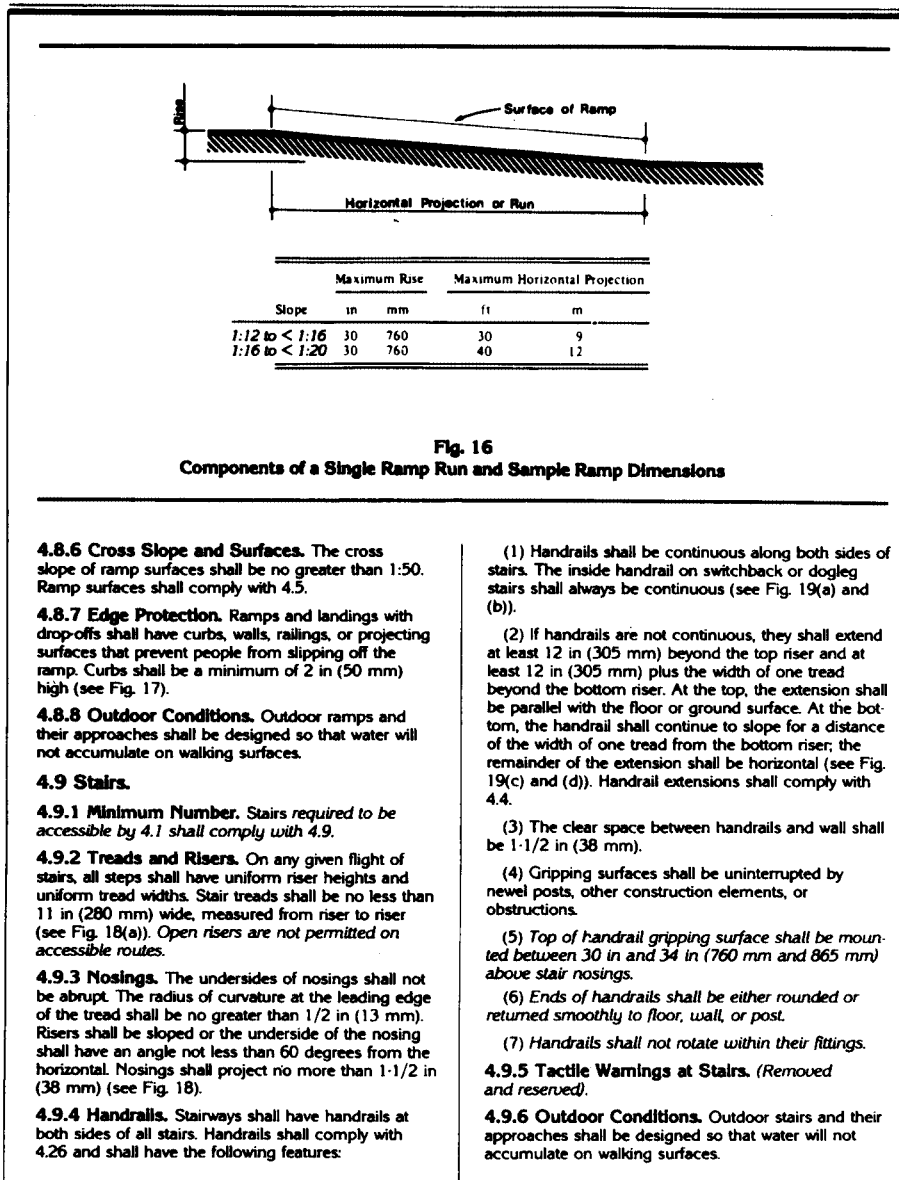 Rise
Surface of Ramp
Horizontal Projection or Run
Maximum Rise Maximum Horizontal Projection
Slope in mm ft m
1:12 to < 1:16 30 760 30 9
1:16 to < 1:20 30 760 40 12
Fig. 16
Components of a Single Ramp Run and Sample Ramp Dimensions
4.8.6 Cross Slope and Surfaces. The cross
slope of ramp surfaces shall be no greater than 1:50.
Ramp surfaces shall comply with 4.5.
4.8.7 Edge Protection. Ramps and landings with
drop-offs shall have curbs, walls, railings, or projecting
surfaces that prevent people from slipping off the
ramp. Curbs shall be a minimum of 2 in (50 mm)
high (see Fig. 17).
4.8.8 Outdoor Conditions. Outdoor ramps and
their approaches shall be designed so that water will
not accumulate on walking surfaces.
4.9 Stairs.
4.9.1 Minimum Number. Stairs required to be
accessible by 4.1 shall comply with 4.9.
4.9.2 Treads and Risers. On any given flight of
stairs, all steps shall have uniform riser heights and
uniform tread widths. Stair treads shall be no less than
11 in (280 mm) wide, measured from riser to riser
(see Fig. 18(a)). Open risers are not permitted on
accessible routes.
4.9.3 Nosings. The undersides of nosings shall not
be abrupt. The radius of curvature at the leading edge
of the tread shall be no greater than 1/2 in (13 mm).
Risers shall be sloped or the underside of the nosing
shall have an angle not less than 60 degrees from the
horizontal. Nosings shall project no more than 1-1/2 in
(38 mm) (see Fig. 18).
4.9.4 Handrails. Stairways shall have handrails at
both sides of all stairs. Handrails shall comply with
4.26 and shall have the following features:
(1) Handrails shall be continuous along both sides of
stairs. The inside handrail on switchback or dogleg
stairs shall always be continuous (see Fig. 19(a) and
(b)).
(2) If handrails are not continuous, they shall extend
at least 12 in (305 mm) beyond the top riser and at
least 12 in (305 mm) plus the width of one tread
beyond the bottom riser. At the top, the extension shall
be parallel with the floor or ground surface. At the bot-
tom, the handrail shall continue to slope for a distance
of the width of one tread from the bottom riser; the
remainder of the extension shall be horizontal (see Fig.
19(c) and (d)). Handrail extensions shall comply with
4.4.
(3) The clear space between handrails and wall shall
be 1-1/2 in (38 mm).
(4) Gripping surfaces shall be uninterrupted by
newel posts, other construction elements, or
obstructions.
(5) Top of handrail gripping surface shall be moun-
ted between 30 in and 34 in (760 mm and 865 mm)
above stair nosings.
(6) Ends of handrails shall be either rounded or
returned smoothly to floor, wall, or post.
(7) Handrails shall not rotate within their fittings.
4.9.5 Tactile Warnings at Stairs. (Removed
and reserved).
4.9.6 Outdoor Conditions. Outdoor stairs and their
approaches shall be designed so that water will not
accumulate on walking surfaces.